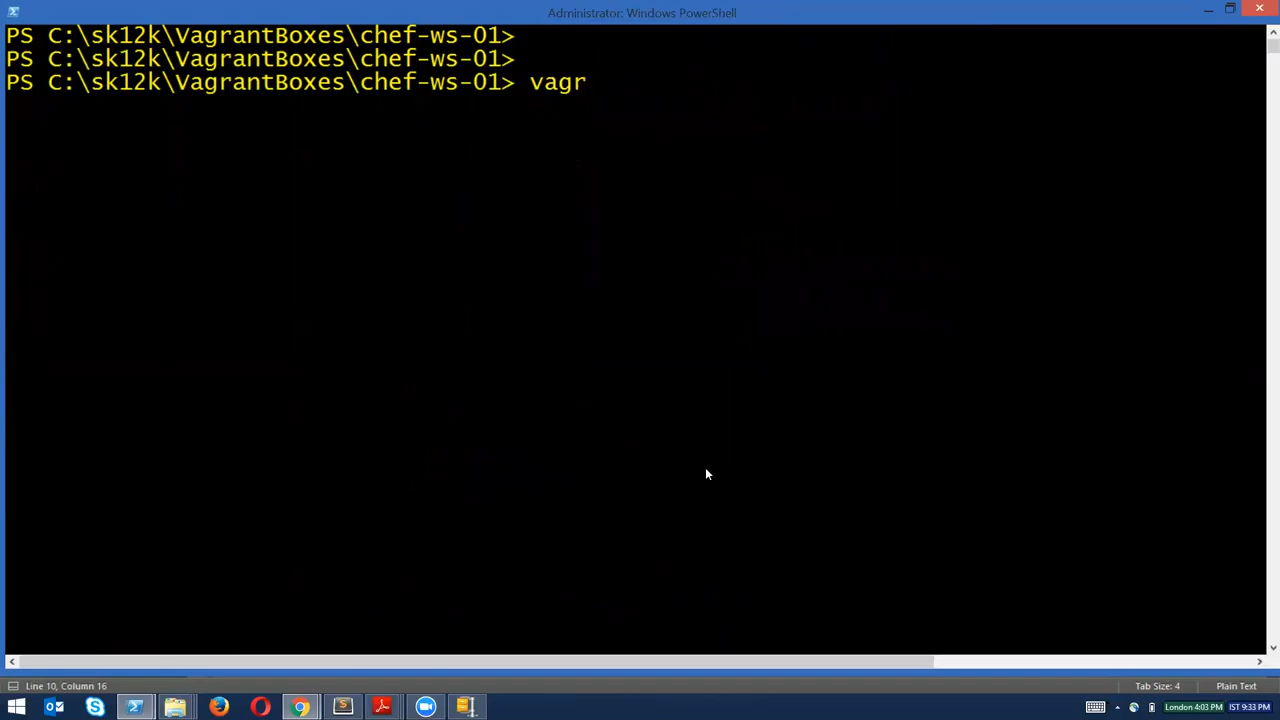 Administrator: Windows PowerShell
PS C:\sk12k\VagrantBoxes\chef-ws-01>
PS C:\sk12k\VagrantBoxes\chef-ws-01>
PS C:\sk12k\VagrantBoxes\chef-ws-01> vagr
Line 10, Column 16
Tab Size: 4
Plain Text
London 4:03 PM
IST 9:33 PM